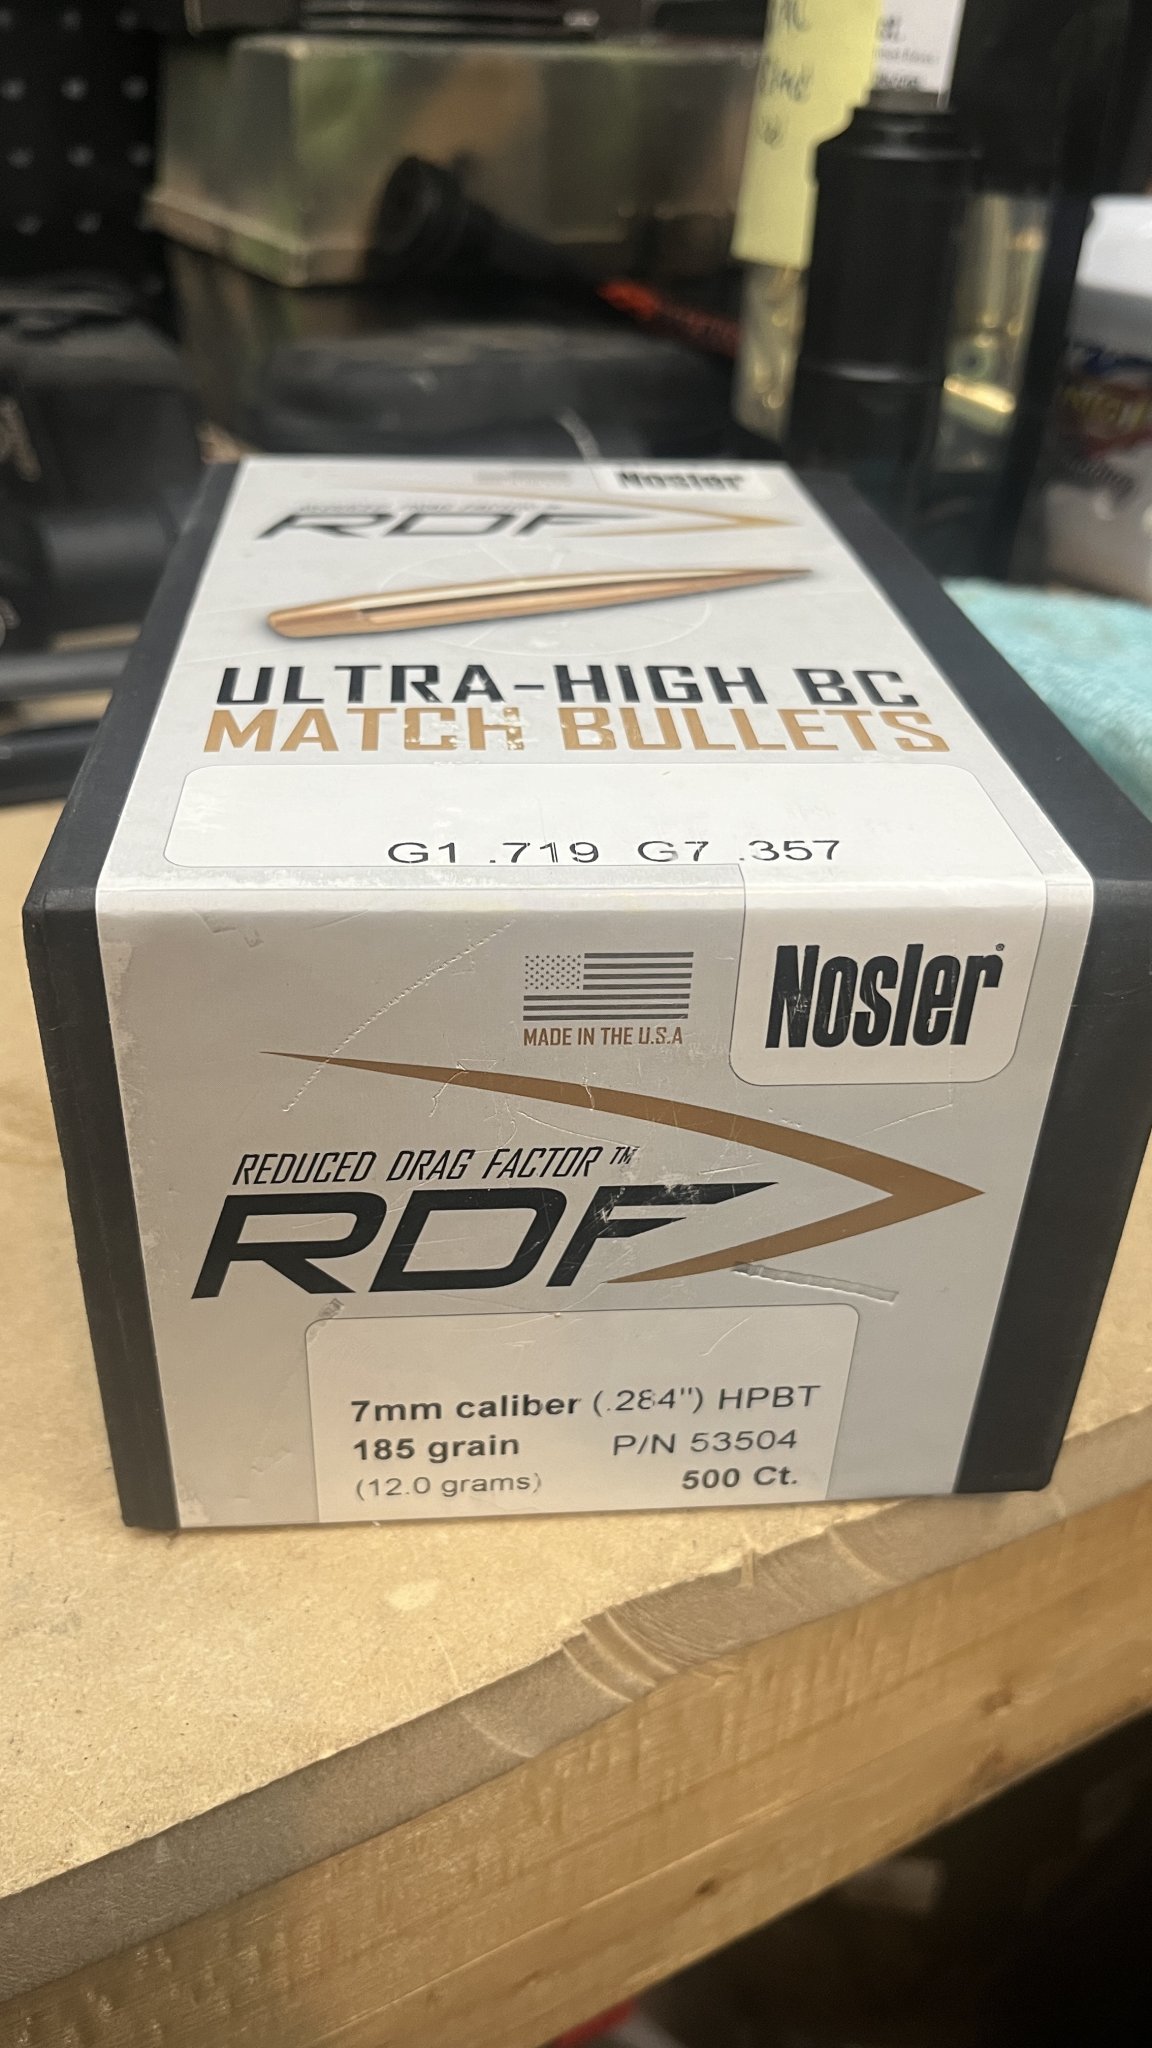 Nosler
RDF
ULTRA-HIGH BC
MATCH BULLETS
G1 .719 G7 .357
Nosler®
MADE IN THE U.S.A
REDUCED DRAG FACTOR™
RDF
7mm caliber (.284") HPBT
185 grain P/N 53504
(12.0 grams) 500 Ct.